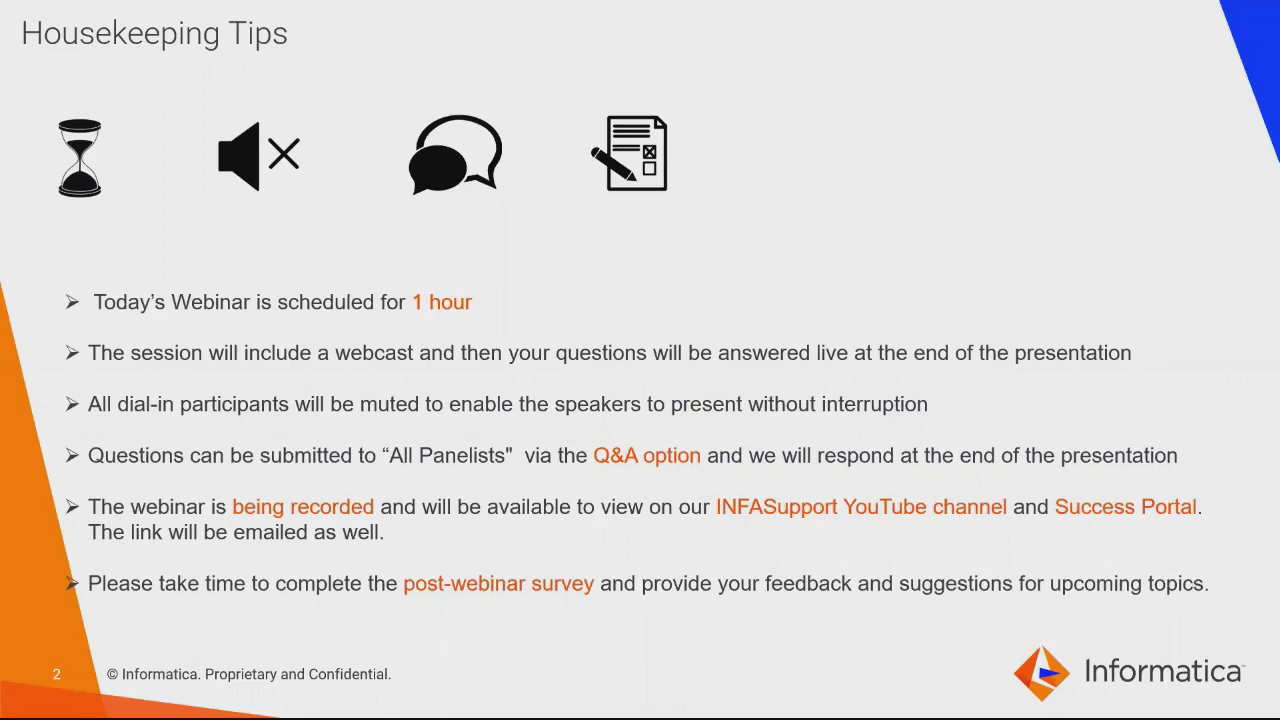 Housekeeping Tips
➢ Today’s Webinar is scheduled for 1 hour
➢ The session will include a webcast and then your questions will be answered live at the end of the presentation
➢ All dial-in participants will be muted to enable the speakers to present without interruption
➢ Questions can be submitted to “All Panelists"  via the Q&A option and we will respond at the end of the presentation
➢ The webinar is being recorded and will be available to view on our INFASupport YouTube channel and Success Portal.
The link will be emailed as well.
➢ Please take time to complete the post-webinar survey and provide your feedback and suggestions for upcoming topics.
2 © Informatica. Proprietary and Confidential.
Informatica